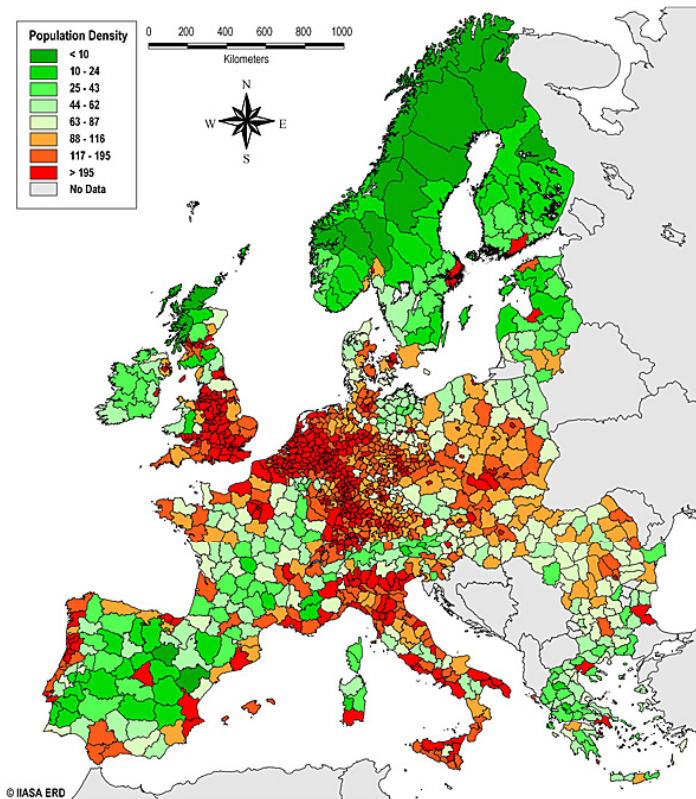 Population Density
< 10
10 - 24
25 - 43
44 - 62
63 - 87
88 - 116
117 - 195
> 195
No Data
0 200 400 600 800 1000
Kilometers
N
W E
S
© IIASA ERD